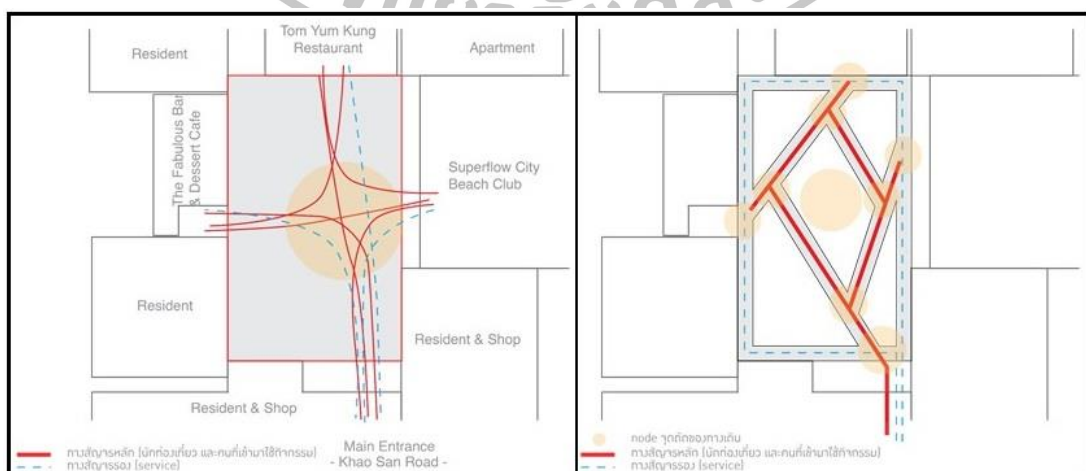 Tom Yum Kung
Restaurant
Resident
Apartment
The Fabulous Bar
& Dessert Cafe
Superflow City
Beach Club
Resident
Resident & Shop
Resident & Shop
Main Entrance
- Khao San Road -
ทางสัญจรหลัก (นักท่องเที่ยว และคนที่เข้ามาใช้กิจกรรม)
ทางสัญจรรอง (service)
node จุดตัดของทางเดิน
ทางสัญจรหลัก (นักท่องเที่ยว และคนที่เข้ามาใช้กิจกรรม)
ทางสัญจรรอง (service)